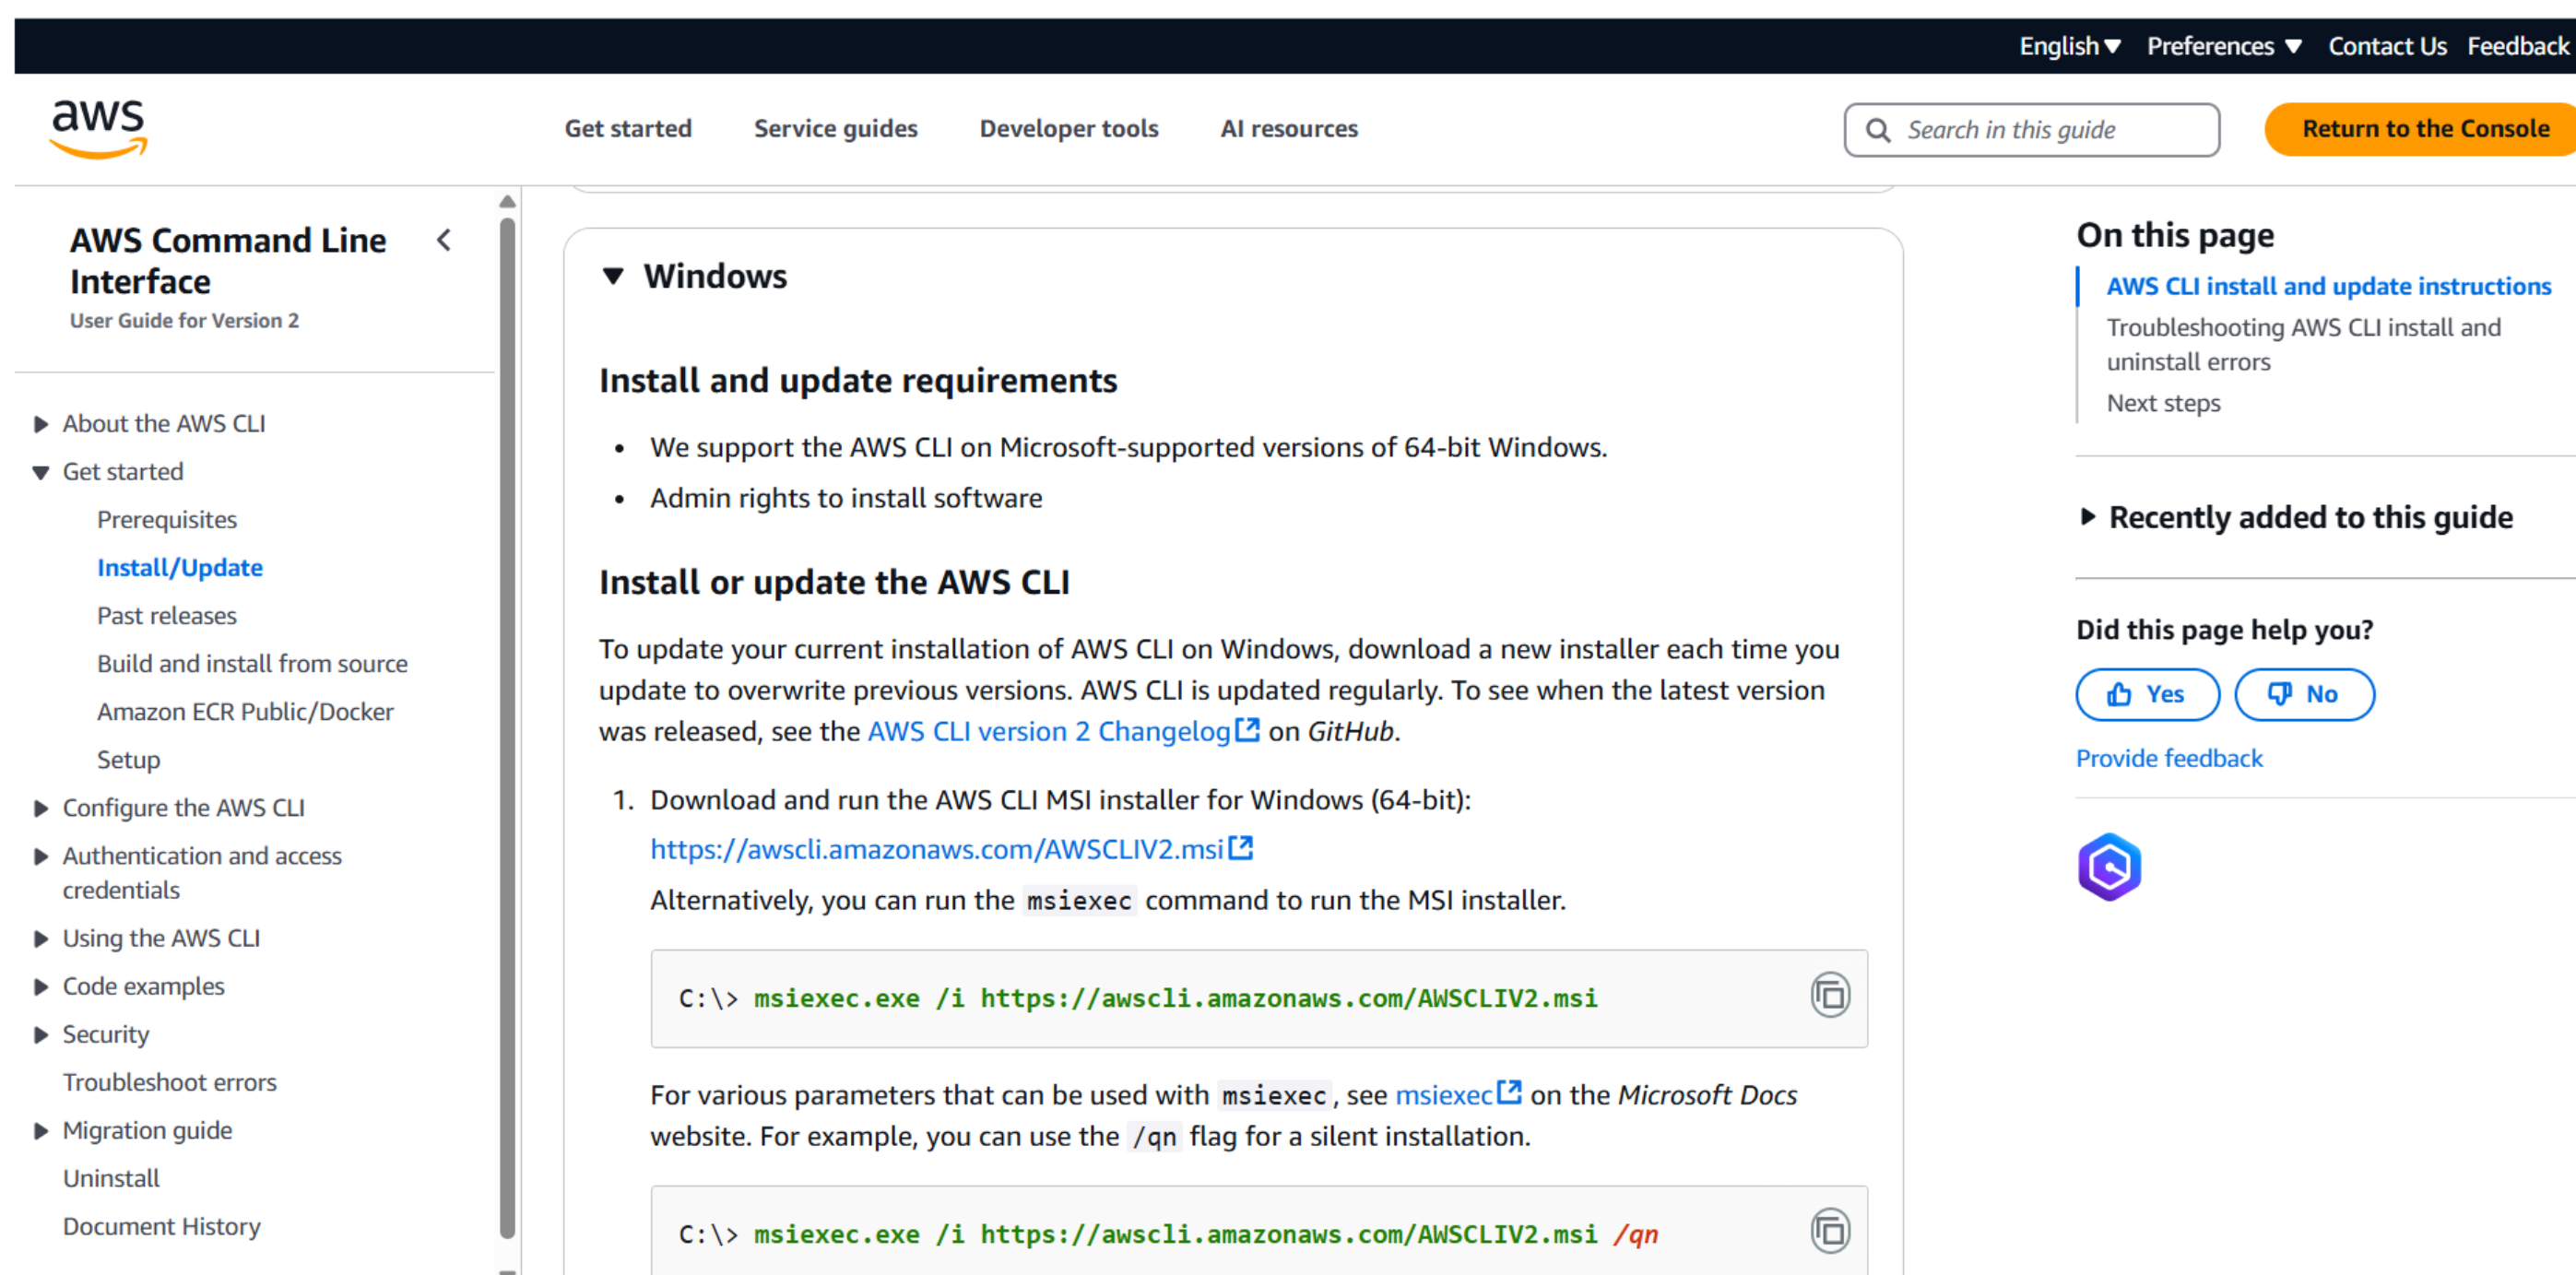 English Preferences Contact Us Feedback
aws
Get started Service guides Developer tools AI resources
Search in this guide
Return to the Console
AWS Command Line
Interface
User Guide for Version 2
About the AWS CLI
Get started
Prerequisites
Install/Update
Past releases
Build and install from source
Amazon ECR Public/Docker
Setup
Configure the AWS CLI
Authentication and access
credentials
Using the AWS CLI
Code examples
Security
Troubleshoot errors
Migration guide
Uninstall
Document History
Windows
Install and update requirements
• We support the AWS CLI on Microsoft-supported versions of 64-bit Windows.
• Admin rights to install software
Install or update the AWS CLI
To update your current installation of AWS CLI on Windows, download a new installer each time you
update to overwrite previous versions. AWS CLI is updated regularly. To see when the latest version
was released, see the AWS CLI version 2 Changelog on GitHub.
1. Download and run the AWS CLI MSI installer for Windows (64-bit):
https://awscli.amazonaws.com/AWSCLIV2.msi
Alternatively, you can run the msiexec command to run the MSI installer.
C:\> msiexec.exe /i https://awscli.amazonaws.com/AWSCLIV2.msi
For various parameters that can be used with msiexec, see msiexec on the Microsoft Docs
website. For example, you can use the /qn flag for a silent installation.
C:\> msiexec.exe /i https://awscli.amazonaws.com/AWSCLIV2.msi /qn
On this page
AWS CLI install and update instructions
Troubleshooting AWS CLI install and
uninstall errors
Next steps
Recently added to this guide
Did this page help you?
Yes No
Provide feedback